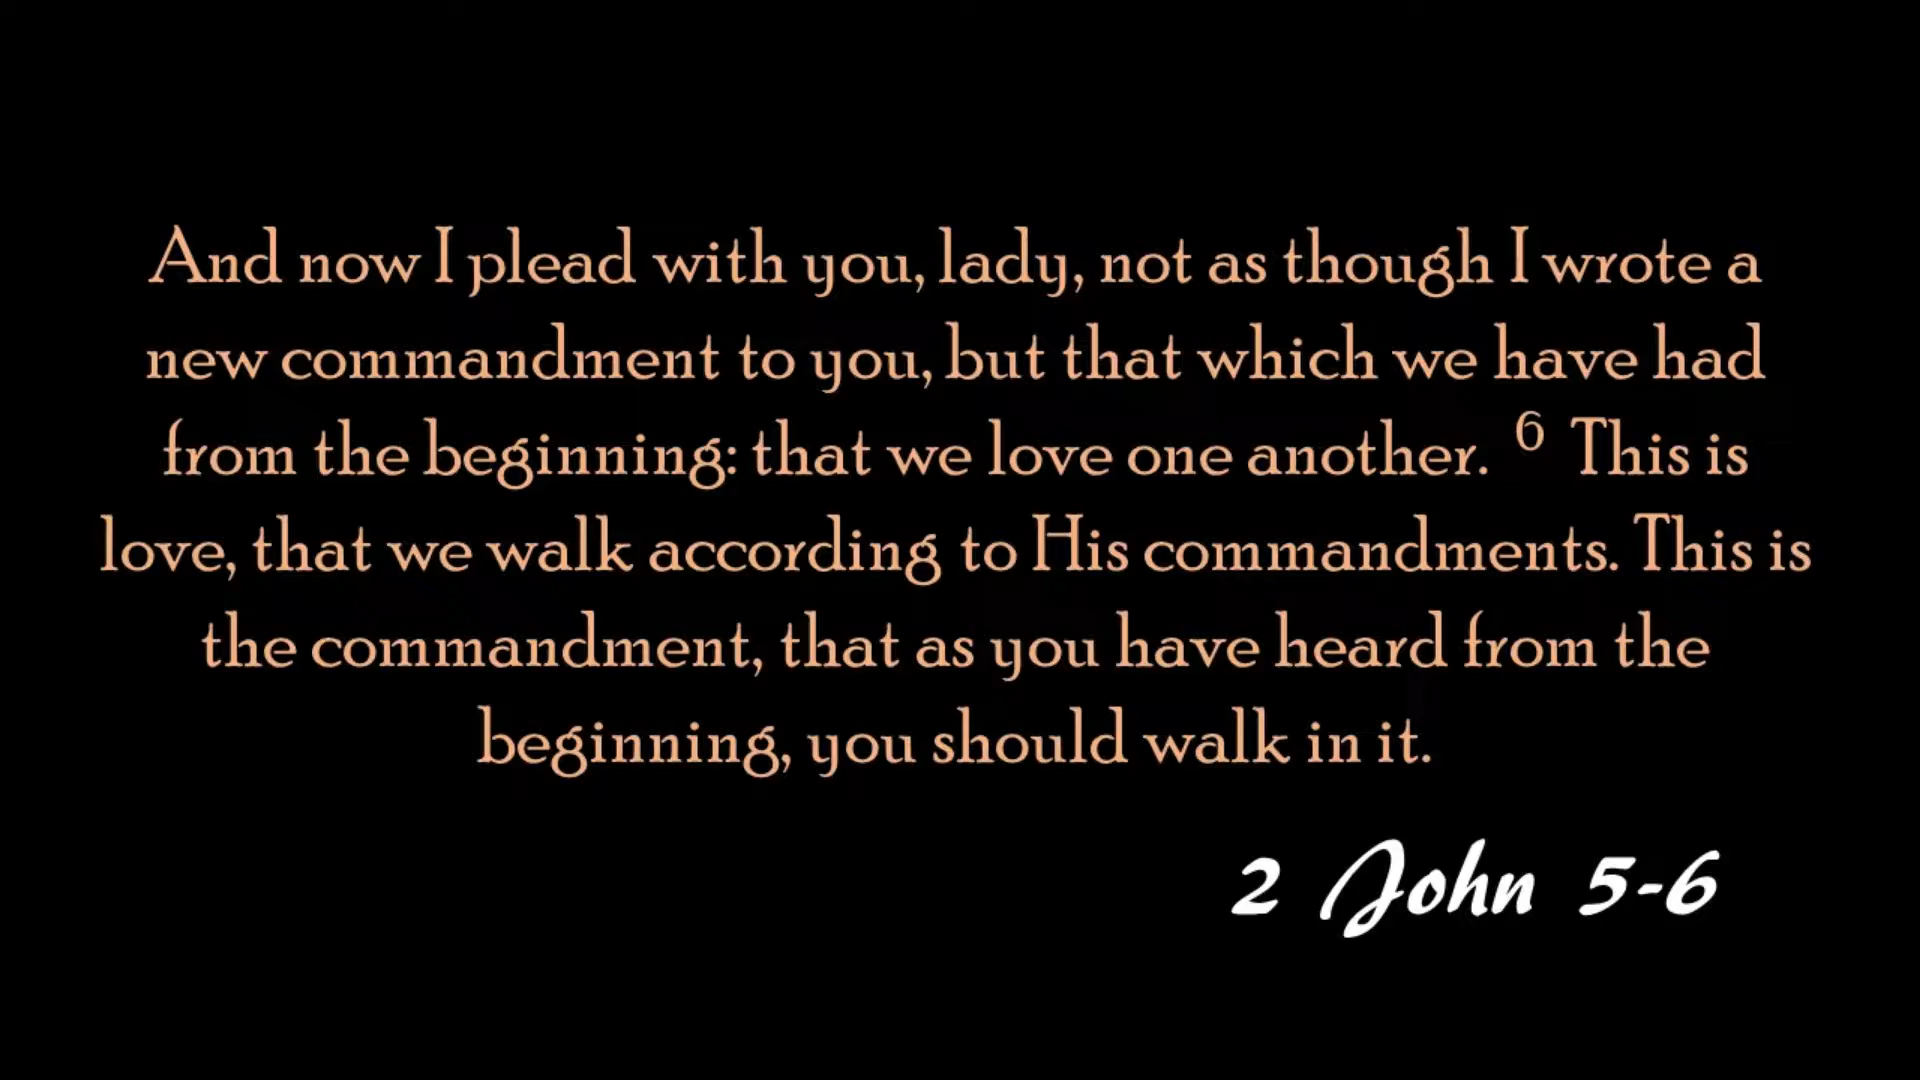 And now I plead with you, lady, not as though I wrote a
new commandment to you, but that which we have had
from the beginning: that we love one another. 6 This is
love, that we walk according to His commandments. This is
the commandment, that as you have heard from the
beginning, you should walk in it.
2 John 5-6